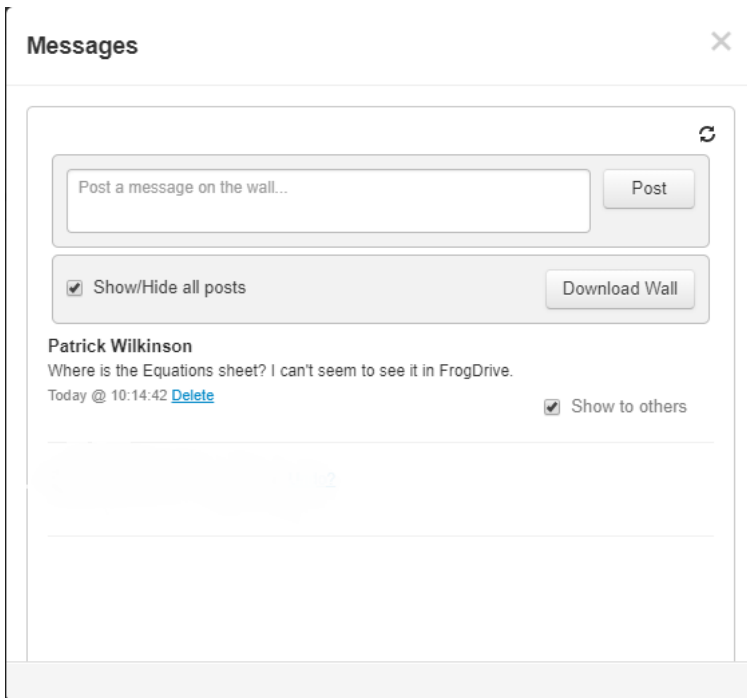 Messages
Post a message on the wall...
Post
Show/Hide all posts
Download Wall
Patrick Wilkinson
Where is the Equations sheet? I can't seem to see it in FrogDrive.
Today @ 10:14:42 Delete
Show to others